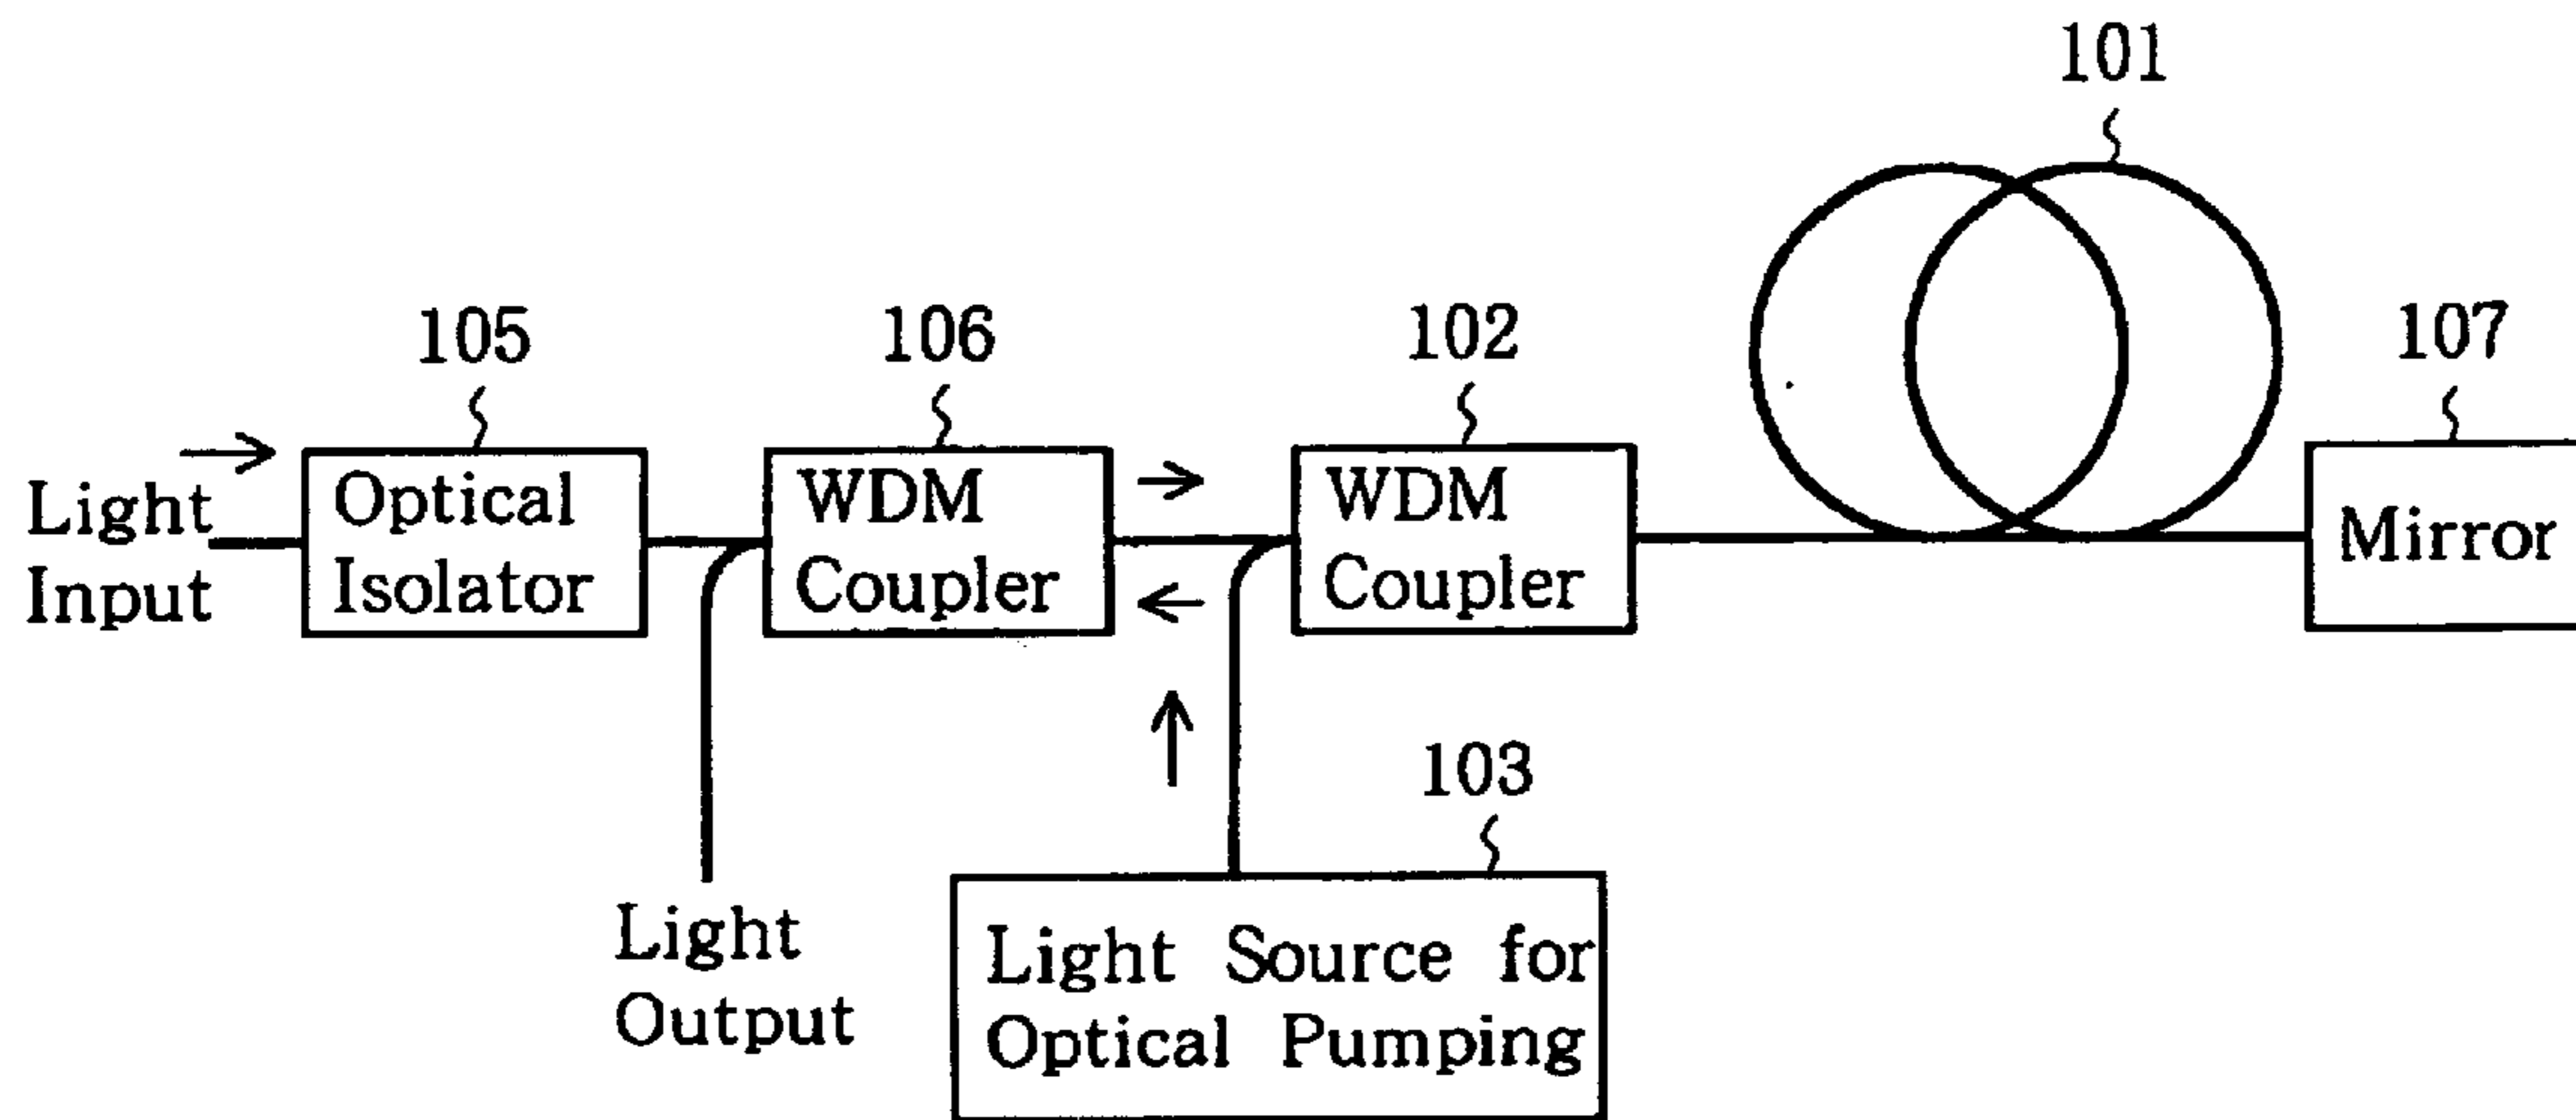 101
105
106
102
107
Light
Input
Optical
Isolator
WDM
Coupler
WDM
Coupler
Mirror
103
Light
Output
Light Source for
Optical Pumping